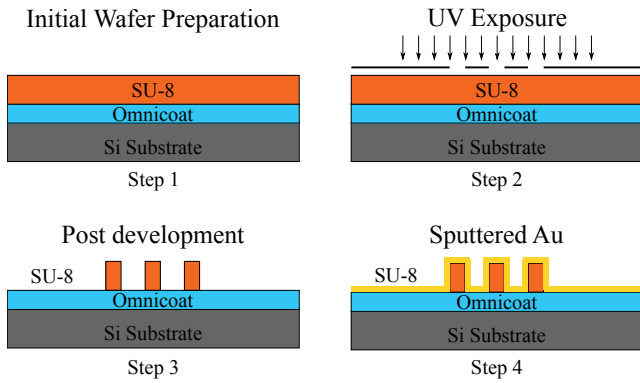 Initial Wafer Preparation
SU-8
Omnicoat
Si Substrate
Step 1
UV Exposure
SU-8
Omnicoat
Si Substrate
Step 2
Post development
SU-8
Omnicoat
Si Substrate
Step 3
Sputtered Au
SU-8
Omnicoat
Si Substrate
Step 4